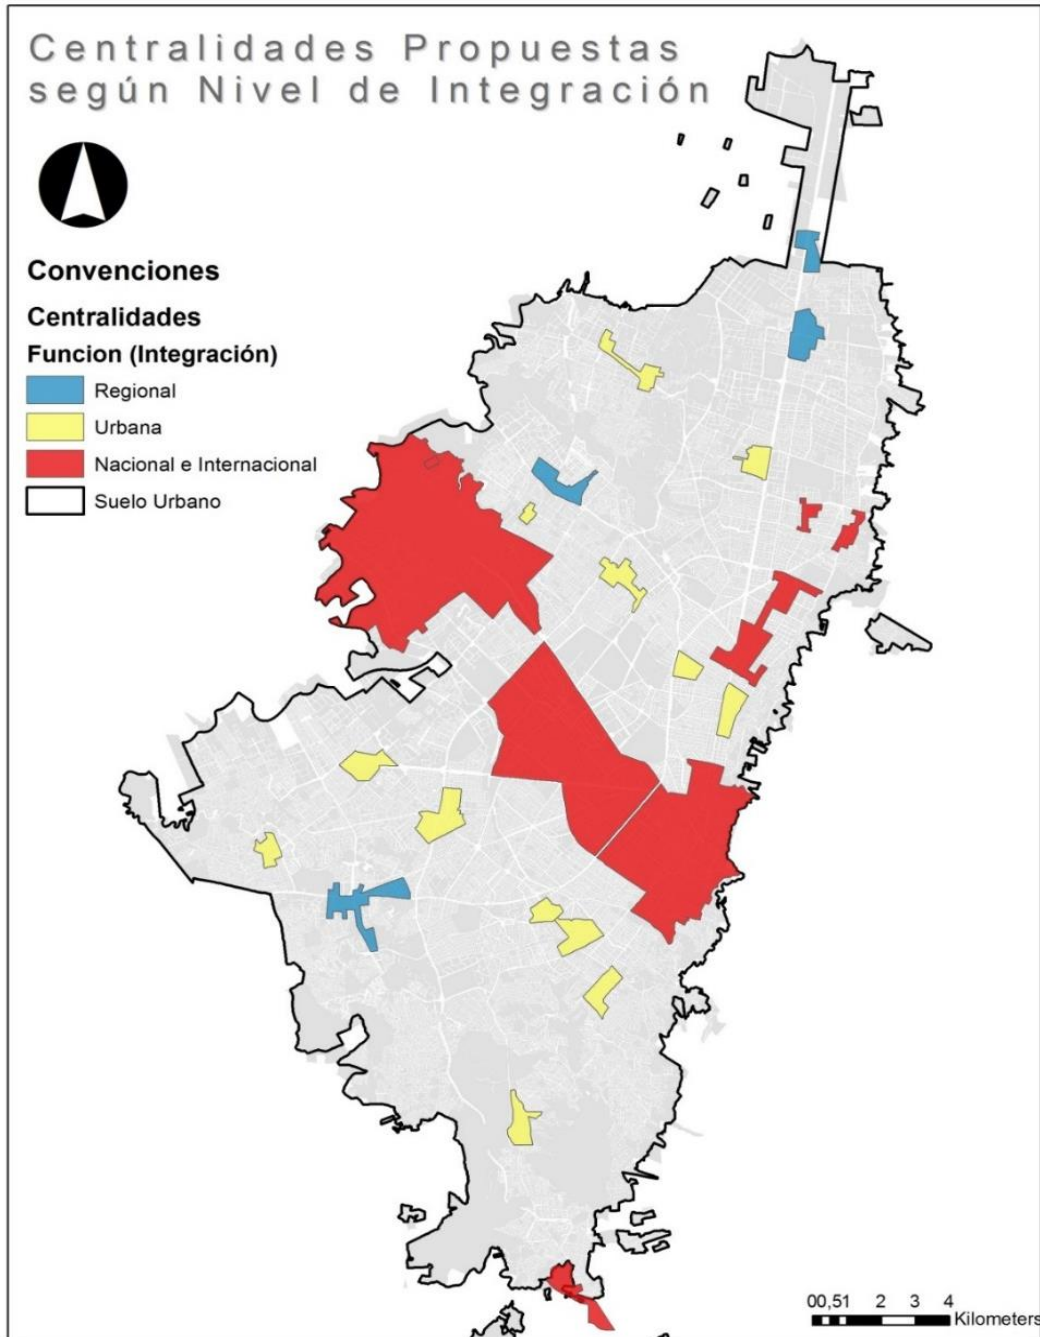 Centralidades Propuestas
según Nivel de Integración
Convenciones
Centralidades
Funcion (Integración)
Regional
Urbana
Nacional e Internacional
Suelo Urbano
00,51 2 3 4
Kilometers